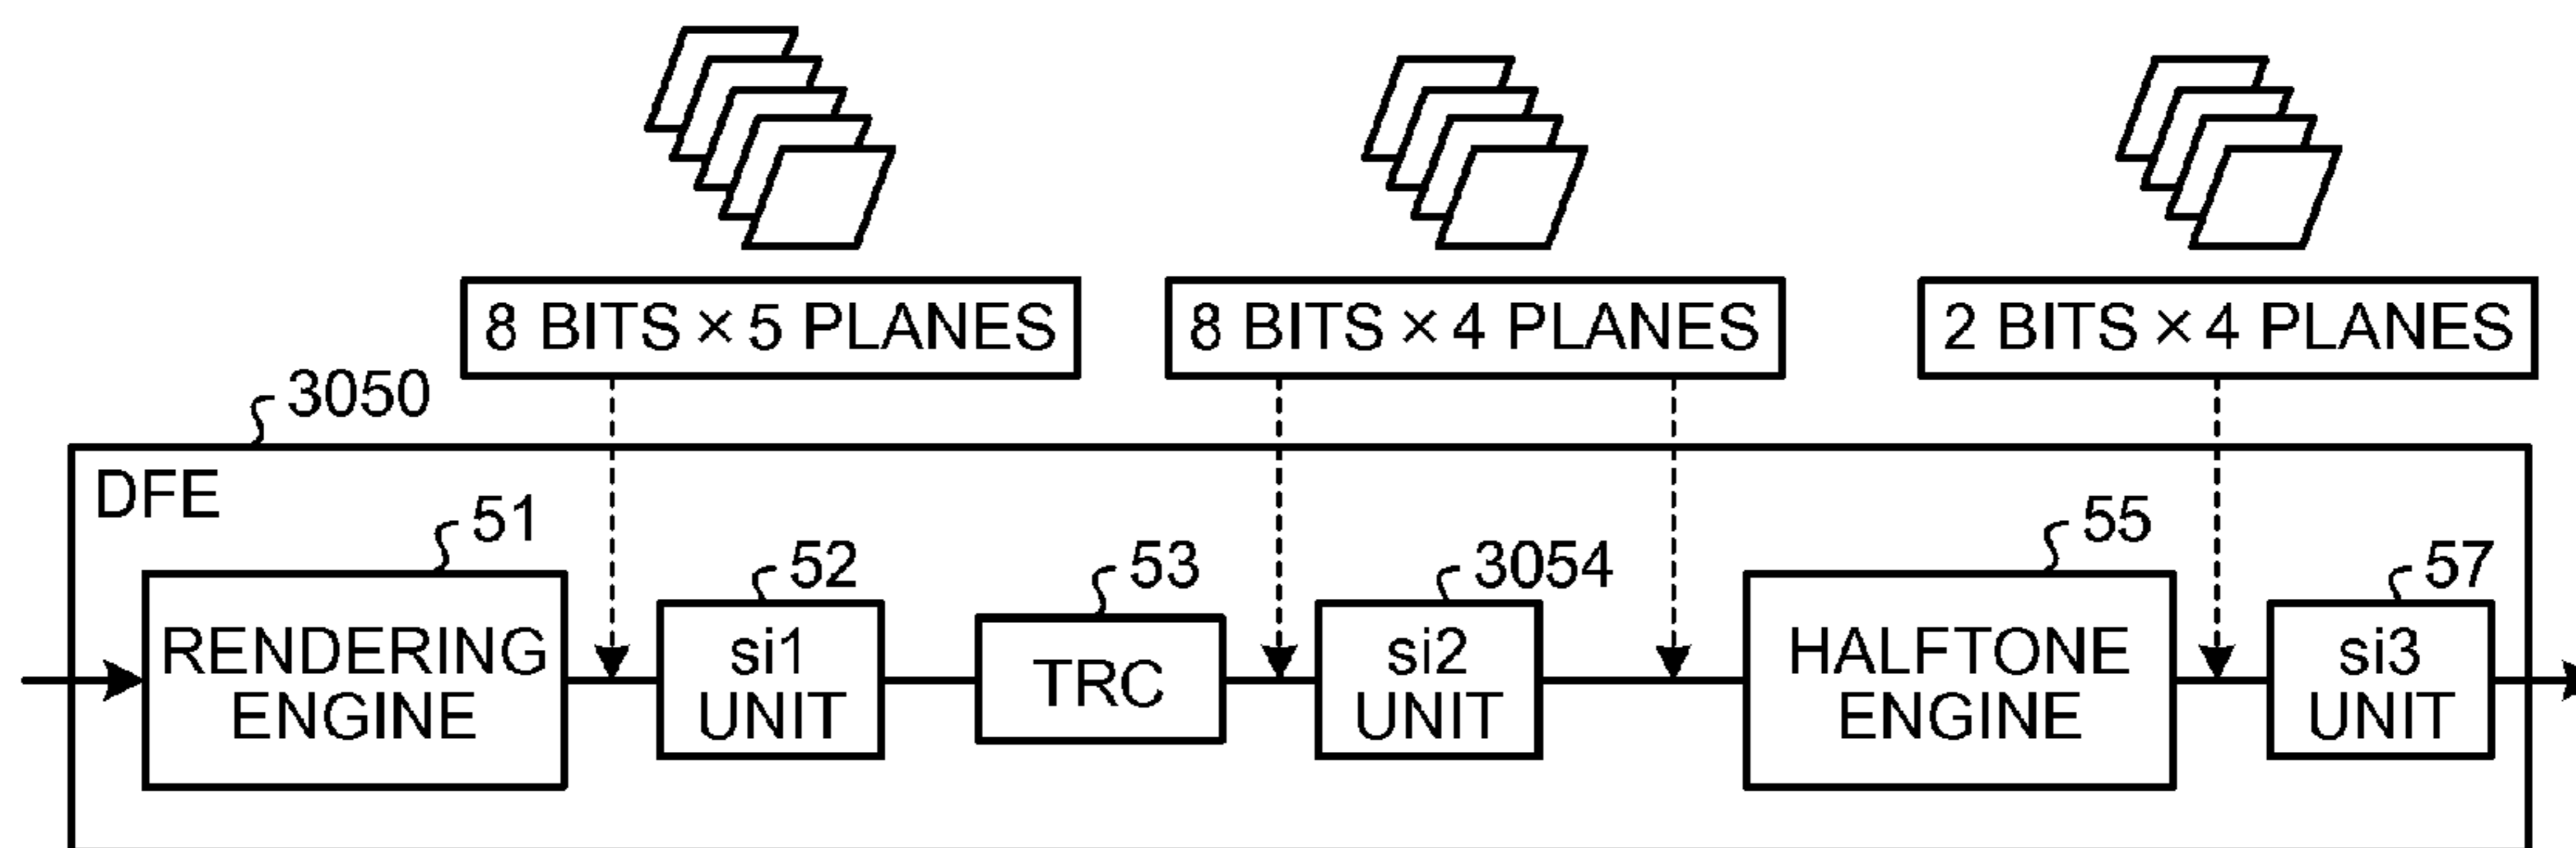 8 BITS × 5 PLANES
8 BITS × 4 PLANES
2 BITS × 4 PLANES
3050
DFE
51
52
53
3054
55
57
RENDERING
ENGINE
si1
UNIT
TRC
si2
UNIT
HALFTONE
ENGINE
si3
UNIT